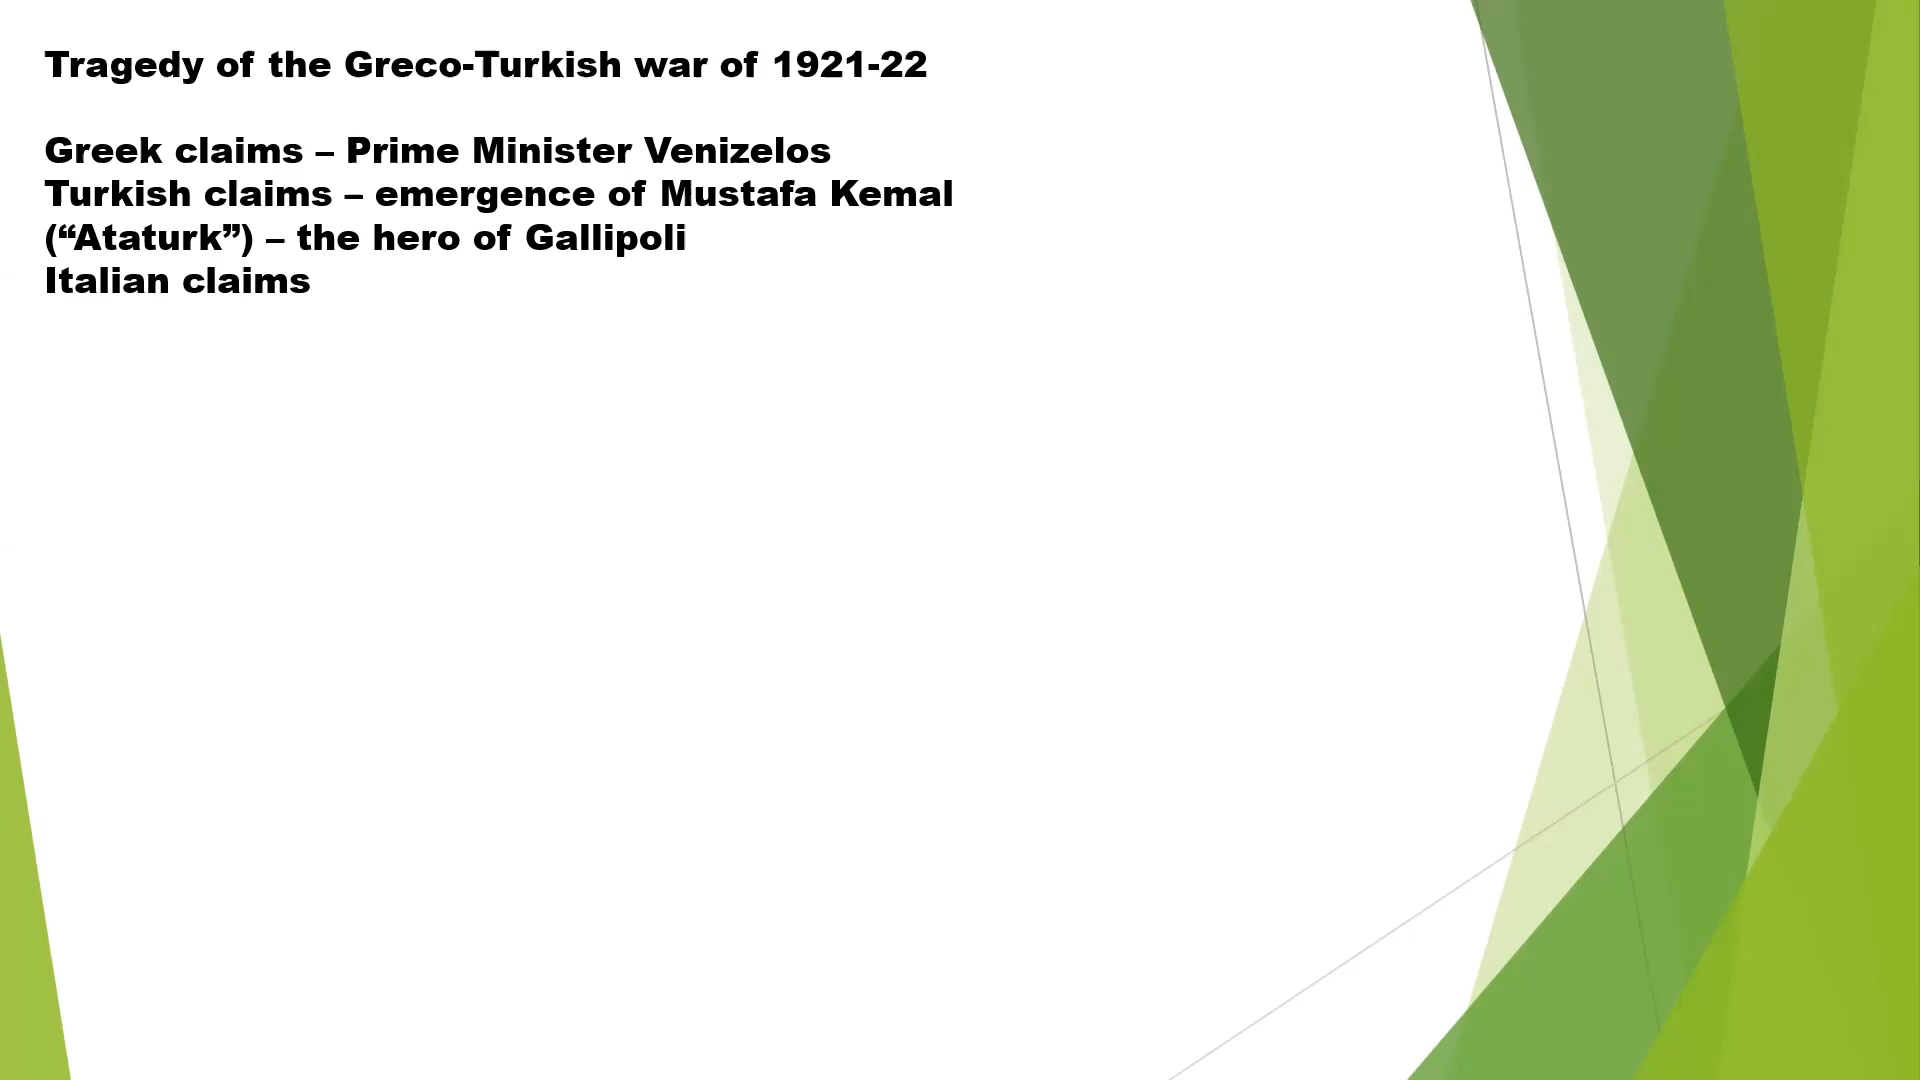 Tragedy of the Greco-Turkish war of 1921-22
Greek claims – Prime Minister Venizelos
Turkish claims – emergence of Mustafa Kemal
(“Ataturk”) – the hero of Gallipoli
Italian claims